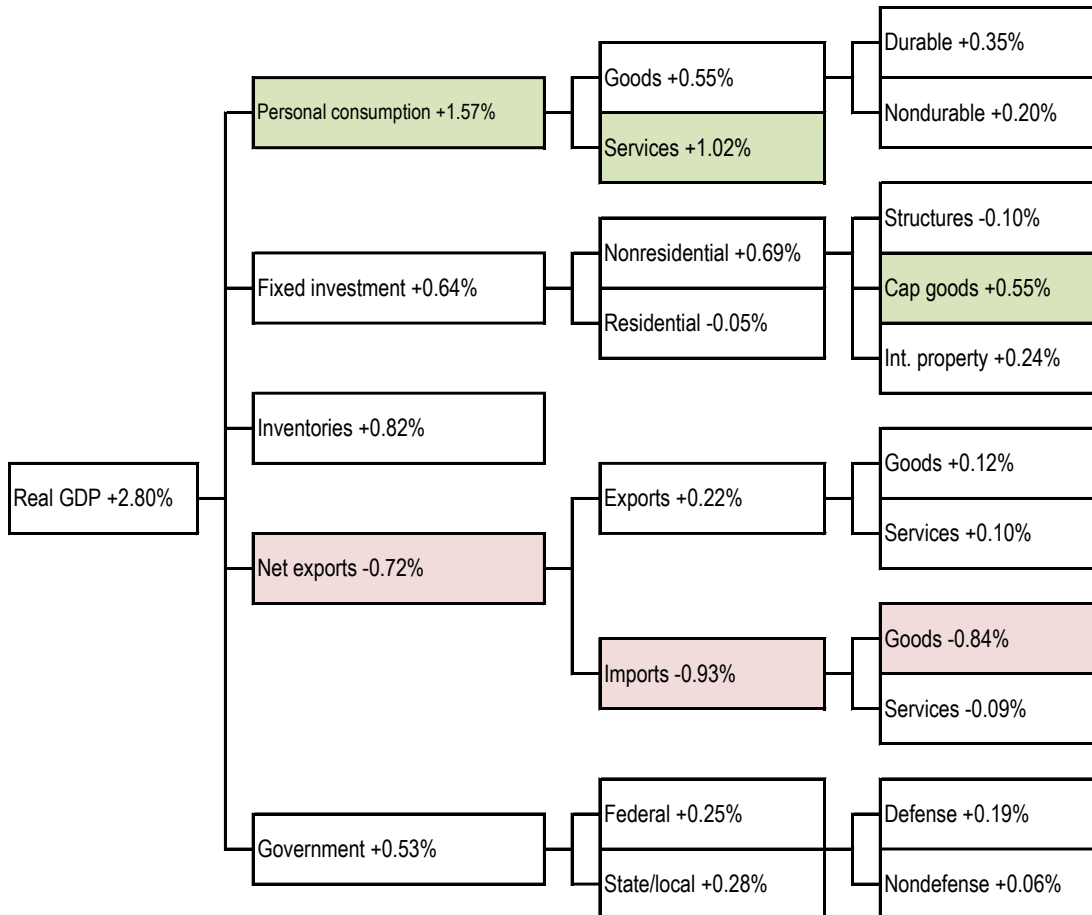 Real GDP +2.80%
Personal consumption +1.57%
Goods +0.55%
Durable +0.35%
Nondurable +0.20%
Services +1.02%
Fixed investment +0.64%
Nonresidential +0.69%
Structures -0.10%
Cap goods +0.55%
Int. property +0.24%
Residential -0.05%
Inventories +0.82%
Net exports -0.72%
Exports +0.22%
Goods +0.12%
Services +0.10%
Imports -0.93%
Goods -0.84%
Services -0.09%
Government +0.53%
Federal +0.25%
Defense +0.19%
Nondefense +0.06%
State/local +0.28%